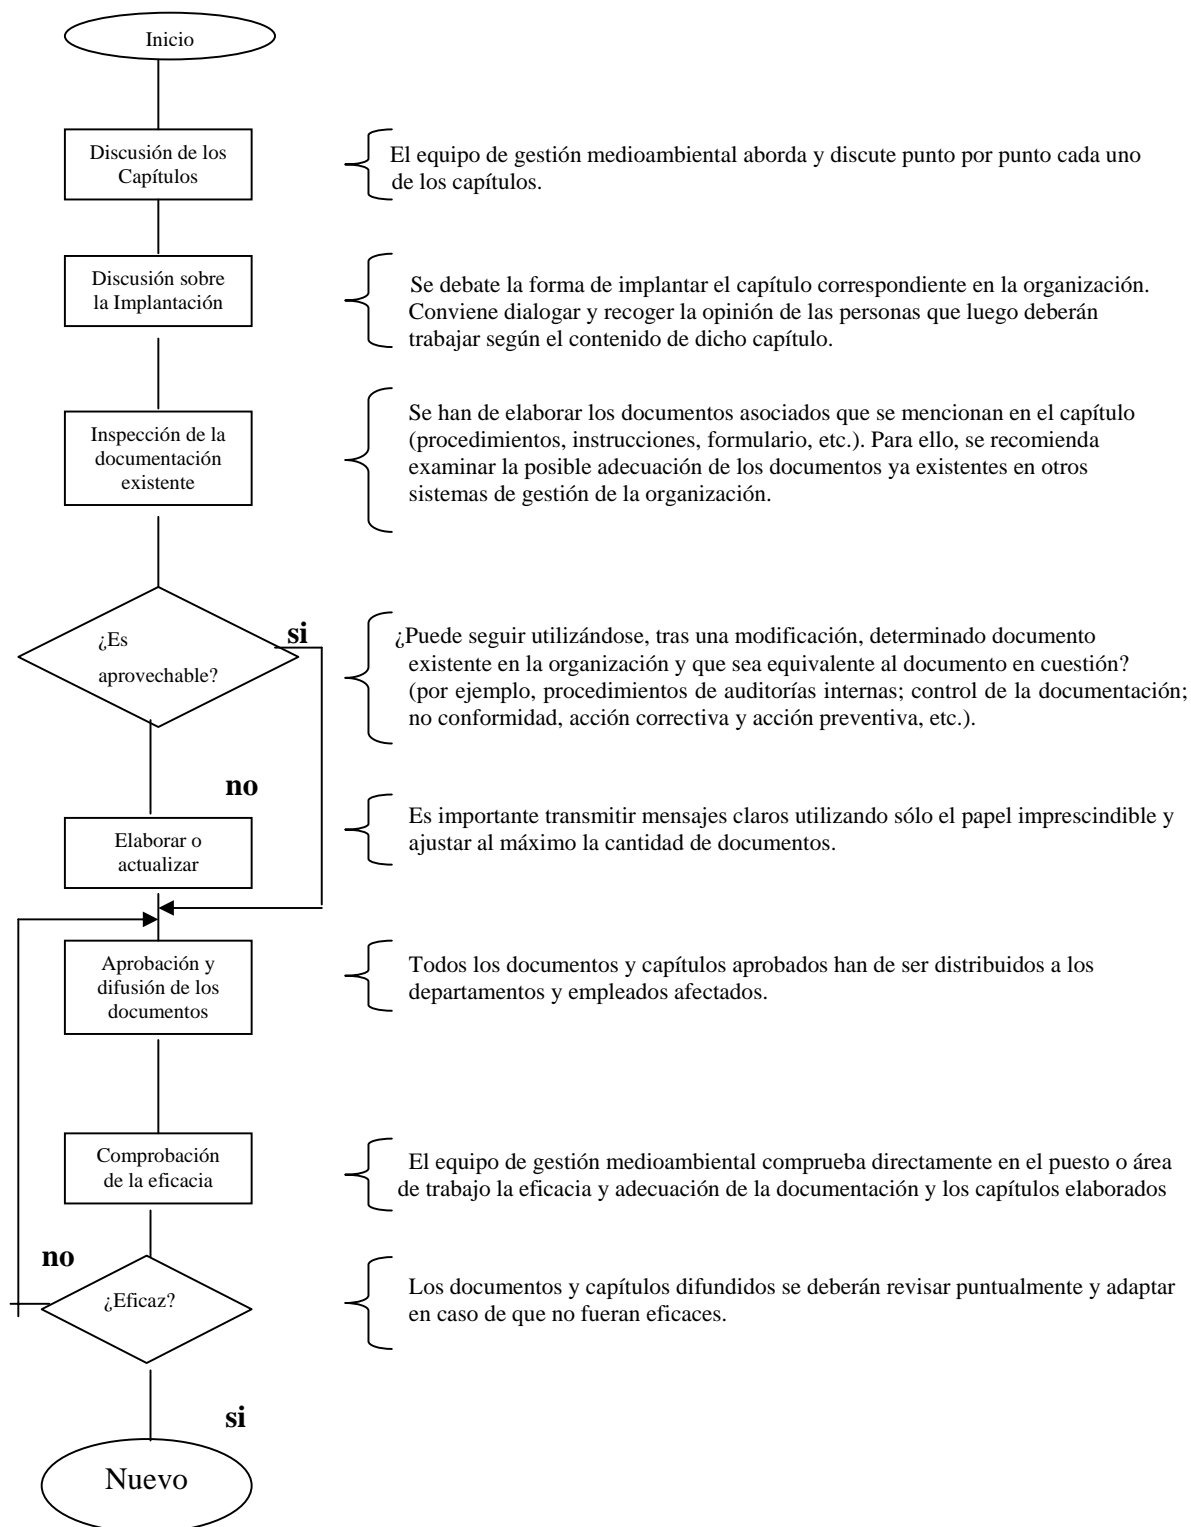 Inicio
Discusión de los
Capítulos
El equipo de gestión medioambiental aborda y discute punto por punto cada uno
de los capítulos.
Discusión sobre
la Implantación
Se debate la forma de implantar el capítulo correspondiente en la organización.
Conviene dialogar y recoger la opinión de las personas que luego deberán
trabajar según el contenido de dicho capítulo.
Inspección de la
documentación
existente
Se han de elaborar los documentos asociados que se mencionan en el capítulo
(procedimientos, instrucciones, formulario, etc.). Para ello, se recomienda
examinar la posible adecuación de los documentos ya existentes en otros
sistemas de gestión de la organización.
¿Es
aprovechable?
si
¿Puede seguir utilizándose, tras una modificación, determinado documento
existente en la organización y que sea equivalente al documento en cuestión?
(por ejemplo, procedimientos de auditorías internas; control de la documentación;
no conformidad, acción correctiva y acción preventiva, etc.).
no
Elaborar o
actualizar
Es importante transmitir mensajes claros utilizando sólo el papel imprescindible y
ajustar al máximo la cantidad de documentos.
Aprobación y
difusión de los
documentos
Todos los documentos y capítulos aprobados han de ser distribuidos a los
departamentos y empleados afectados.
Comprobación
de la eficacia
El equipo de gestión medioambiental comprueba directamente en el puesto o área
de trabajo la eficacia y adecuación de la documentación y los capítulos elaborados
no
¿Eficaz?
Los documentos y capítulos difundidos se deberán revisar puntualmente y adaptar
en caso de que no fueran eficaces.
si
Nuevo